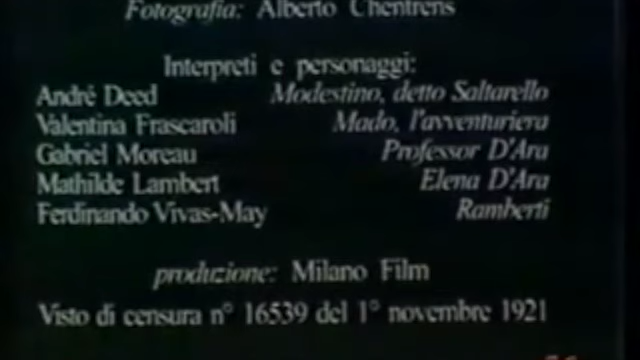 Fotografia: Alberto Chentrens
Interpreti e personaggi:
André Deed Modestino, detto Saltarello
Valentina Frascaroli Mado, l'avventuriera
Gabriel Moreau Professor D'Ara
Mathilde Lambert Elena D'Ara
Ferdinando Vivas-May Ramberti
produzione: Milano Film
Visto di censura n° 16539 del 1° novembre 1921